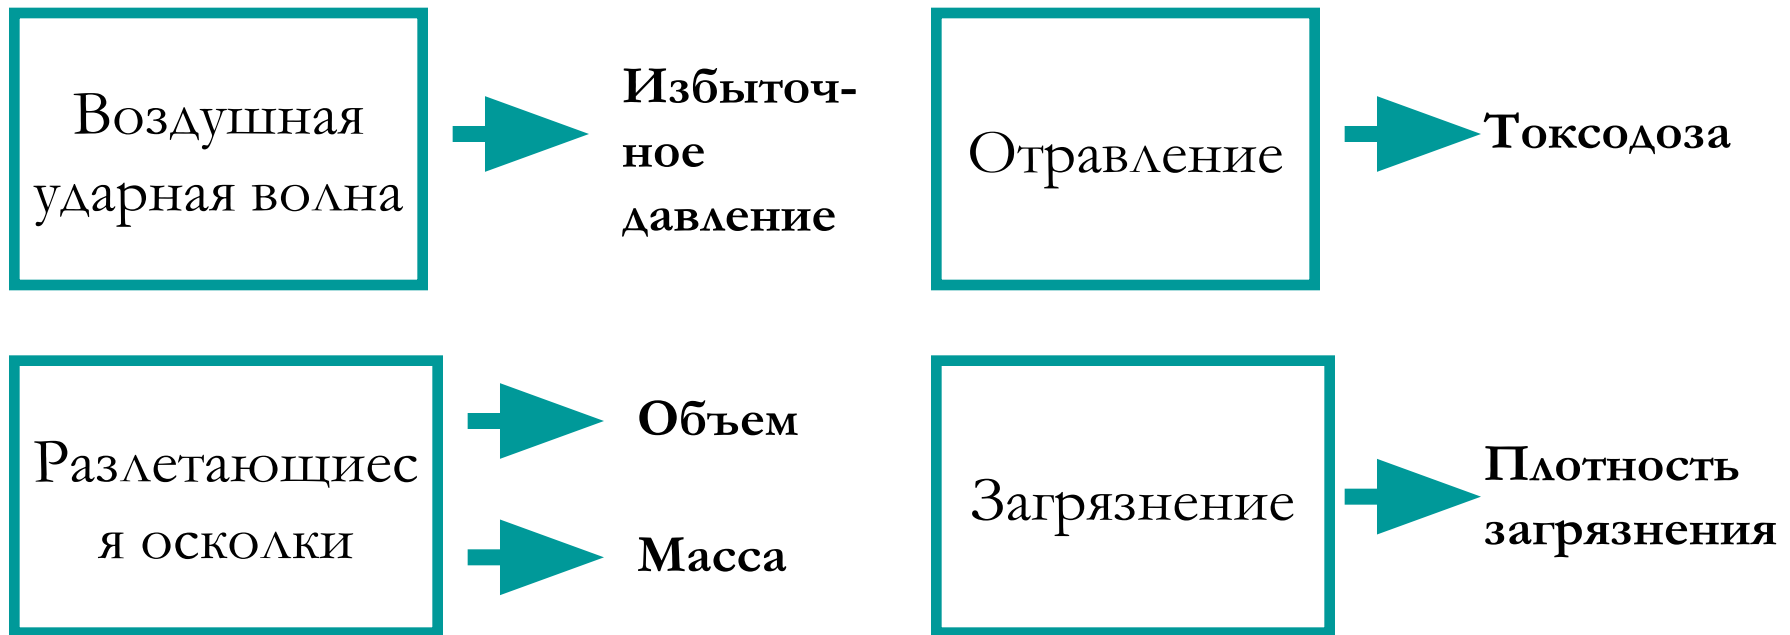 Воздушная
ударная волна
Избыточ-
ное
давление
Отравление
Токсодоза
Разлетающиес
я осколки
Объем
Масса
Загрязнение
Плотность
загрязнения